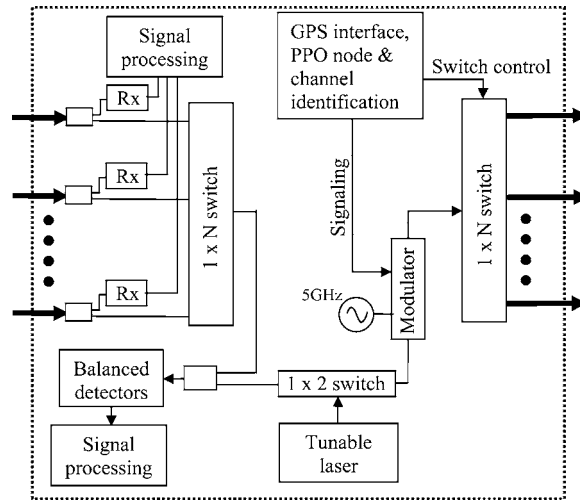 Signal
processing
GPS interface,
PPO node &
channel
identification
Switch control
Rx
Rx
Rx
1 x N switch
Signaling
Modulator
5GHz
1 x N switch
Balanced
detectors
1 x 2 switch
Signal
processing
Tunable
laser